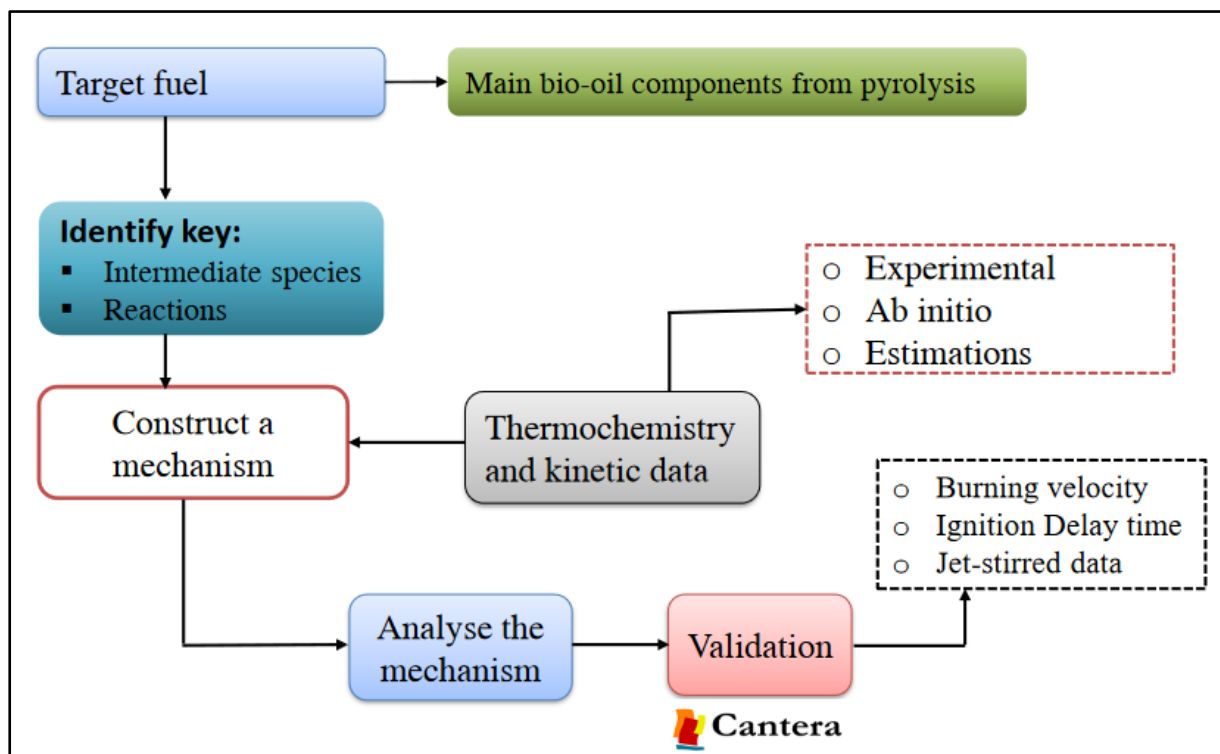 Target fuel
Main bio-oil components from pyrolysis
Identify key:
▪ Intermediate species
▪ Reactions
o Experimental
o Ab initio
o Estimations
Construct a
mechanism
Thermochemistry
and kinetic data
o Burning velocity
o Ignition Delay time
o Jet-stirred data
Analyse the
mechanism
Validation
Cantera